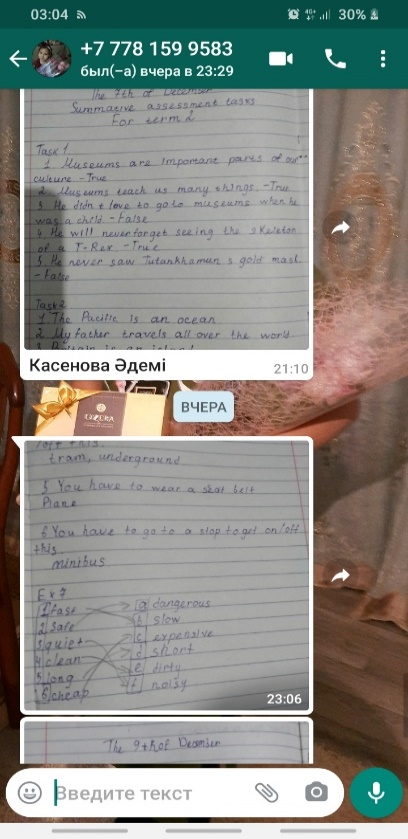 03:04 4G+ 30%
+7 778 159 9583
был(–а) вчера в 23:29
The 7th of December
Summative assessment tasks
For term 2
Task 1
1. Museums are important parts of our
culture -True
2. Museums teach us many things. -True
3. He didn't love to go to museums when he
was a child - False
4. He will never forget seeing the skeleton
of a T-Rex -True
5. He never saw Tutankhamun s gold mask
- False
Task 2
1 The Pacific is an ocean
2 My father travels all over the world
3 Britain is an island
Касенова Әдемі
21:10
ВЧЕРА
off this.
tram, underground
5 You have to wear a seat belt
Plane
6 You have to go to a stop to get on/off
this
minibus
Ex 7
1 fast a dangerous
2 safe b slow
3 quiet c expensive
4 clean d short
5 long e dirty
6 cheap f noisy
23:06
The 9th of December
Введите текст